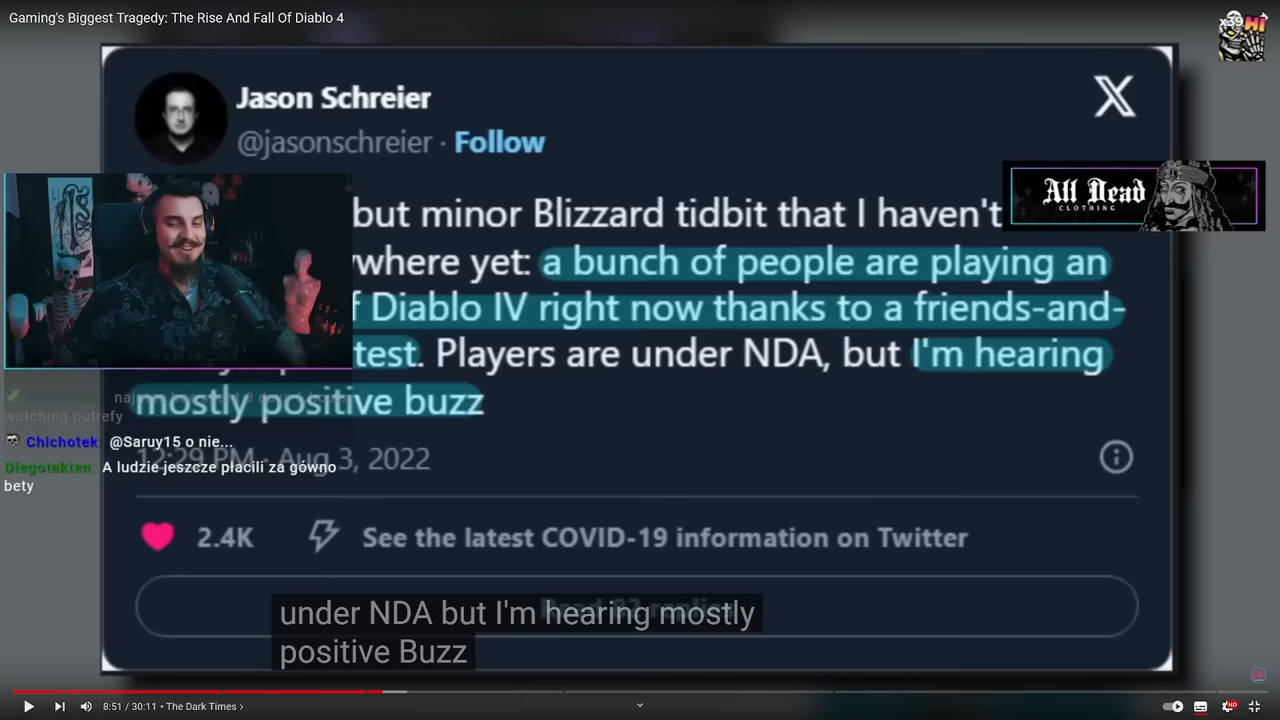 Gaming's Biggest Tragedy: The Rise And Fall Of Diablo 4
x39 HI
Jason Schreier
@jasonschreier · Follow
but minor Blizzard tidbit that I haven't
where yet: a bunch of people are playing an
f Diablo IV right now thanks to a friends-and-
test. Players are under NDA, but I'm hearing
mostly positive buzz
All Dead
CLOTHING
watching putrefy
Chichotek: @Saruy15 o nie...
Diegotakten: A ludzie jeszcze płacili za gówno
bety
12:29 PM · Aug 3, 2022
2.4K See the latest COVID-19 information on Twitter
under NDA but I'm hearing mostly
positive Buzz
8:51 / 30:11 • The Dark Times ›
HD